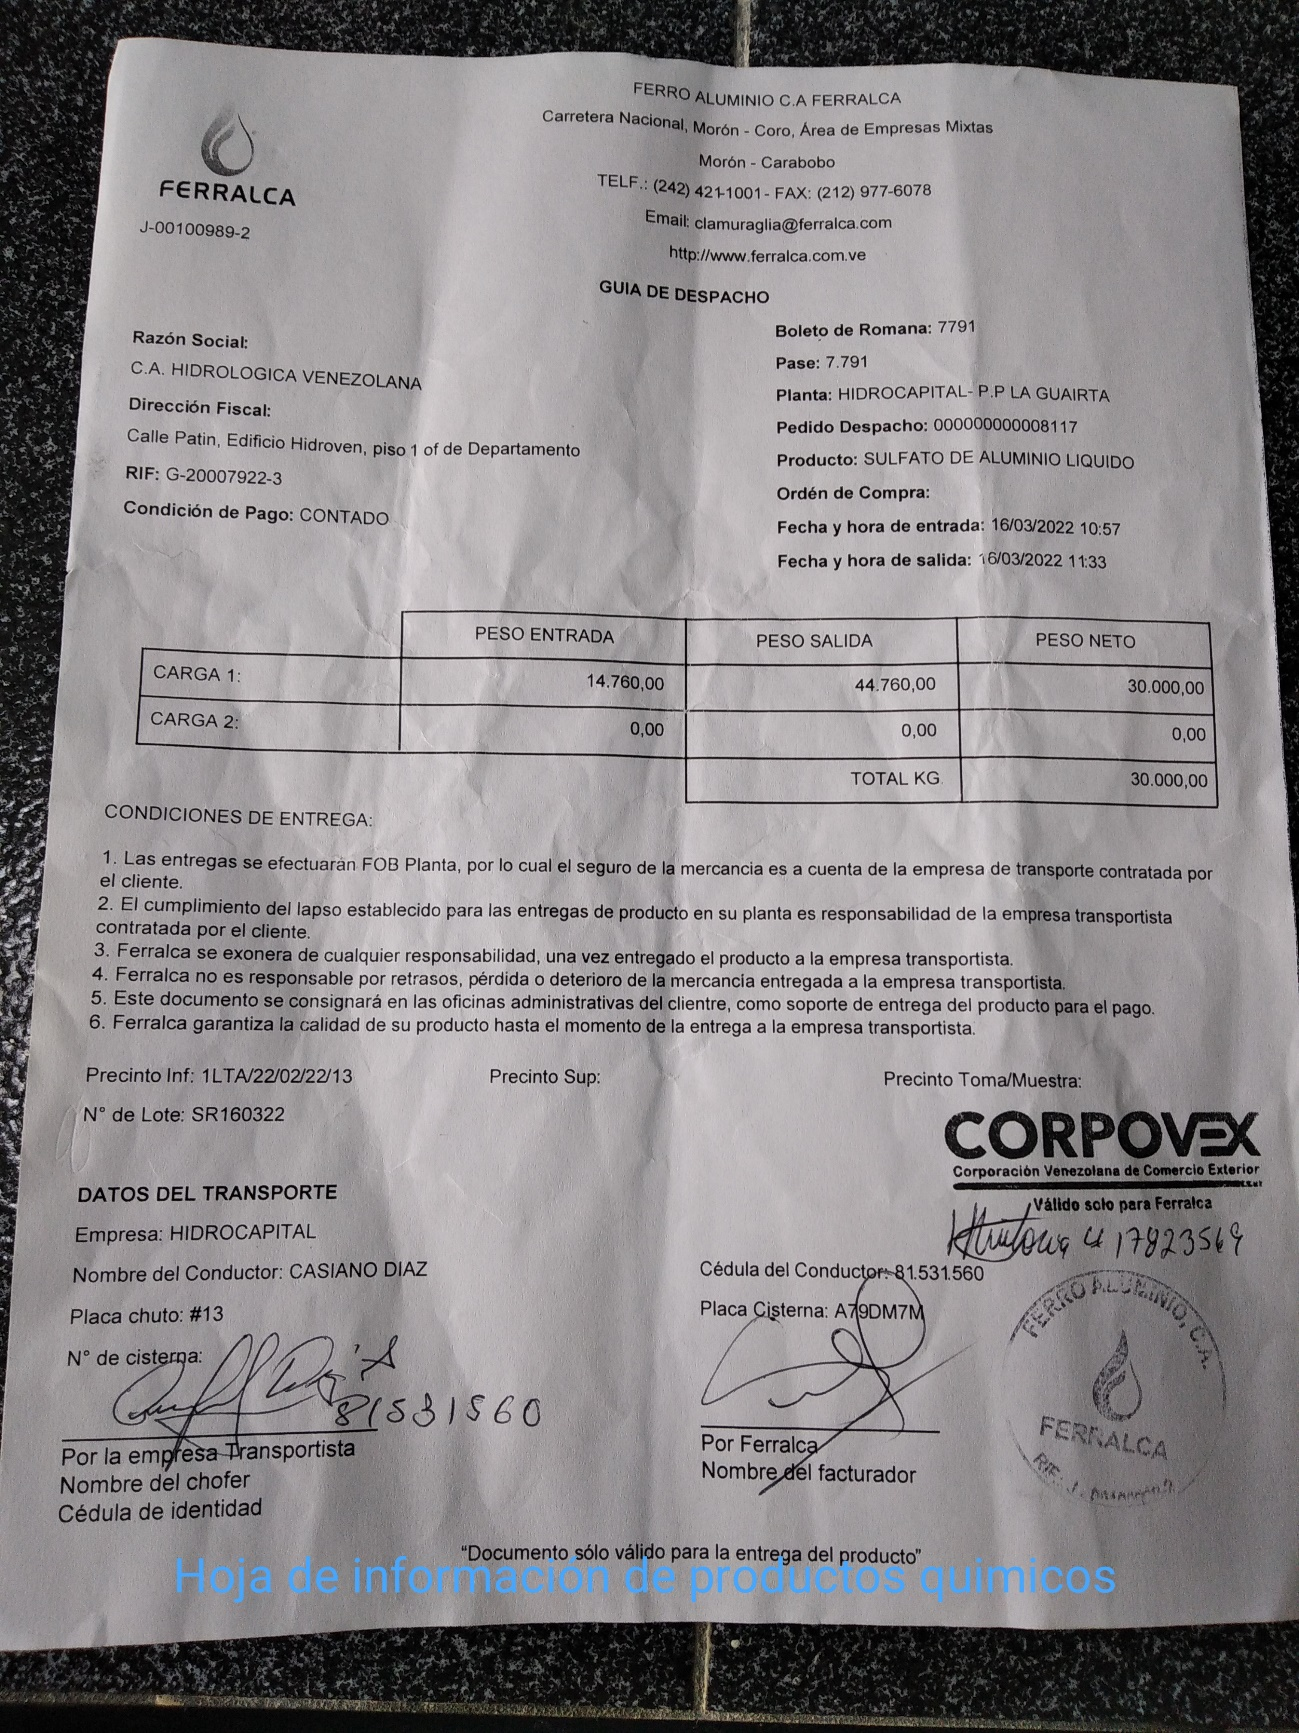 FERRALCA
J-00100989-2
FERRO ALUMINIO C.A FERRALCA
Carretera Nacional, Morón - Coro, Área de Empresas Mixtas
Morón - Carabobo
TELF.: (242) 421-1001- FAX: (212) 977-6078
Email: clamuraglia@ferralca.com
http://www.ferralca.com.ve
GUIA DE DESPACHO
Razón Social:
C.A. HIDROLOGICA VENEZOLANA
Dirección Fiscal:
Calle Patin, Edificio Hidroven, piso 1 of de Departamento
RIF: G-20007922-3
Condición de Pago: CONTADO
Boleto de Romana: 7791
Pase: 7.791
Planta: HIDROCAPITAL- P.P LA GUAIRTA
Pedido Despacho: 000000000008117
Producto: SULFATO DE ALUMINIO LIQUIDO
Ordén de Compra:
Fecha y hora de entrada: 16/03/2022 10:57
Fecha y hora de salida: 16/03/2022 11:33
PESO ENTRADA PESO SALIDA PESO NETO
CARGA 1: 14.760,00 44.760,00 30.000,00
CARGA 2: 0,00 0,00 0,00
TOTAL KG 30.000,00
CONDICIONES DE ENTREGA:
1. Las entregas se efectuarán FOB Planta, por lo cual el seguro de la mercancia es a cuenta de la empresa de transporte contratada por
el cliente.
2. El cumplimiento del lapso establecido para las entregas de producto en su planta es responsabilidad de la empresa transportista
contratada por el cliente.
3. Ferralca se exonera de cualquier responsabilidad, una vez entregado el producto a la empresa transportista.
4. Ferralca no es responsable por retrasos, pérdida o deterioro de la mercancía entregada a la empresa transportista.
5. Este documento se consignará en las oficinas administrativas del clientre, como soporte de entrega del producto para el pago.
6. Ferralca garantiza la calidad de su producto hasta el momento de la entrega a la empresa transportista.
Precinto Inf: 1LTA/22/02/22/13 Precinto Sup: Precinto Toma/Muestra:
N° de Lote: SR160322
CORPOVEX
Corporación Venezolana de Comercio Exterior
Válido solo para Ferralca
17823569
DATOS DEL TRANSPORTE
Empresa: HIDROCAPITAL
Nombre del Conductor: CASIANO DIAZ
Cédula del Conductor: 81.531.560
Placa chuto: #13
Placa Cisterna: A79DM7M
N° de cisterna:
81531560
FERRO ALUMINIO, C.A.
FERRALCA
Por la empresa Transportista
Nombre del chofer
Cédula de identidad
Por Ferralca
Nombre del facturador
"Documento sólo válido para la entrega del producto"
Hoja de información de productos quimicos